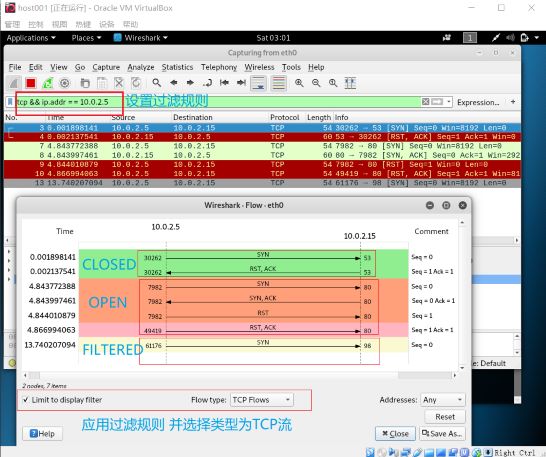 host001 [正在运行] - Oracle VM VirtualBox
管理 控制 视图 热键 设备 帮助
Applications Places Wireshark Sat 03:01 1
Capturing from eth0
File Edit View Go Capture Analyze Statistics Telephony Wireless Tools Help
tcp && ip.addr == 10.0.2.5 设置过滤规则 Expression... +
No. Time Source Destination Protocol Length Info
3 0.001898141 10.0.2.5 10.0.2.15 TCP 54 30262 → 53 [SYN] Seq=0 Win=8192 Len=0
4 0.002137541 10.0.2.15 10.0.2.5 TCP 60 53 → 30262 [RST, ACK] Seq=1 Ack=1 Win=0
7 4.843772388 10.0.2.5 10.0.2.15 TCP 54 7982 → 80 [SYN] Seq=0 Win=8192 Len=0
8 4.843997461 10.0.2.15 10.0.2.5 TCP 60 80 → 7982 [SYN, ACK] Seq=0 Ack=1 Win=292
9 4.844010879 10.0.2.5 10.0.2.15 TCP 54 7982 → 80 [RST] Seq=1 Win=0 Len=0
10 4.866994063 10.0.2.5 10.0.2.15 TCP 54 49419 → 80 [RST, ACK] Seq=1 Ack=1 Win=81
13 13.740207094 10.0.2.5 10.0.2.15 TCP 54 61176 → 98 [SYN] Seq=0 Win=8192 Len=0
Wireshark · Flow · eth0
Time 10.0.2.5 10.0.2.15 Comment
0.001898141 30262 SYN 53 Seq = 0
CLOSED
0.002137541 30262 RST, ACK 53 Seq = 1 Ack = 1
4.843772388 7982 SYN 80 Seq = 0
4.843997461 7982 SYN, ACK 80 Seq = 0 Ack = 1
OPEN
4.844010879 7982 RST 80 Seq = 1
4.866994063 49419 RST, ACK 80 Seq = 1 Ack = 1
13.740207094 61176 SYN 98 Seq = 0
FILTERED
2 nodes, 7 items
Limit to display filter Flow type: TCP Flows Addresses: Any
Reset
应用过滤规则 并选择类型为TCP流
Help Close Save As...
: Default
Right Ctrl